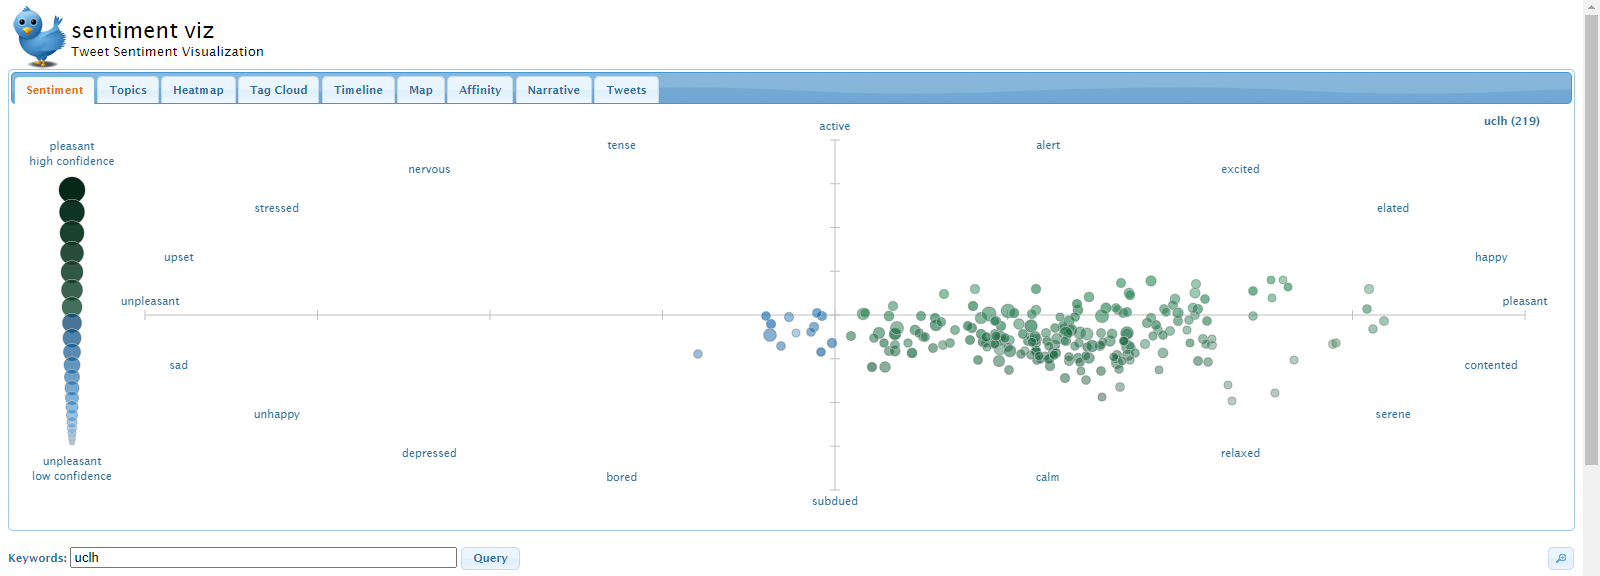 sentiment viz
Tweet Sentiment Visualization
Sentiment Topics Heatmap Tag Cloud Timeline Map Affinity Narrative Tweets
uclh (219)
active
pleasant
high confidence
tense
alert
nervous
excited
stressed
elated
upset
happy
unpleasant
pleasant
sad
contented
unhappy
serene
depressed
relaxed
unpleasant
low confidence
bored
calm
subdued
Keywords: uclh Query